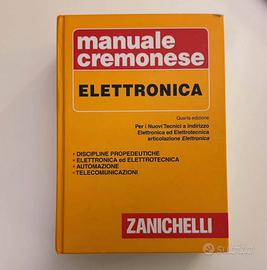 manuale
cremonese
ELETTRONICA
Quarta edizione
Per i Nuovi Tecnici a indirizzo
Elettronica ed Elettrotecnica
articolazione Elettronica
• DISCIPLINE PROPEDEUTICHE
• ELETTRONICA ed ELETTROTECNICA
• AUTOMAZIONE
• TELECOMUNICAZIONI
ZANICHELLI
subito